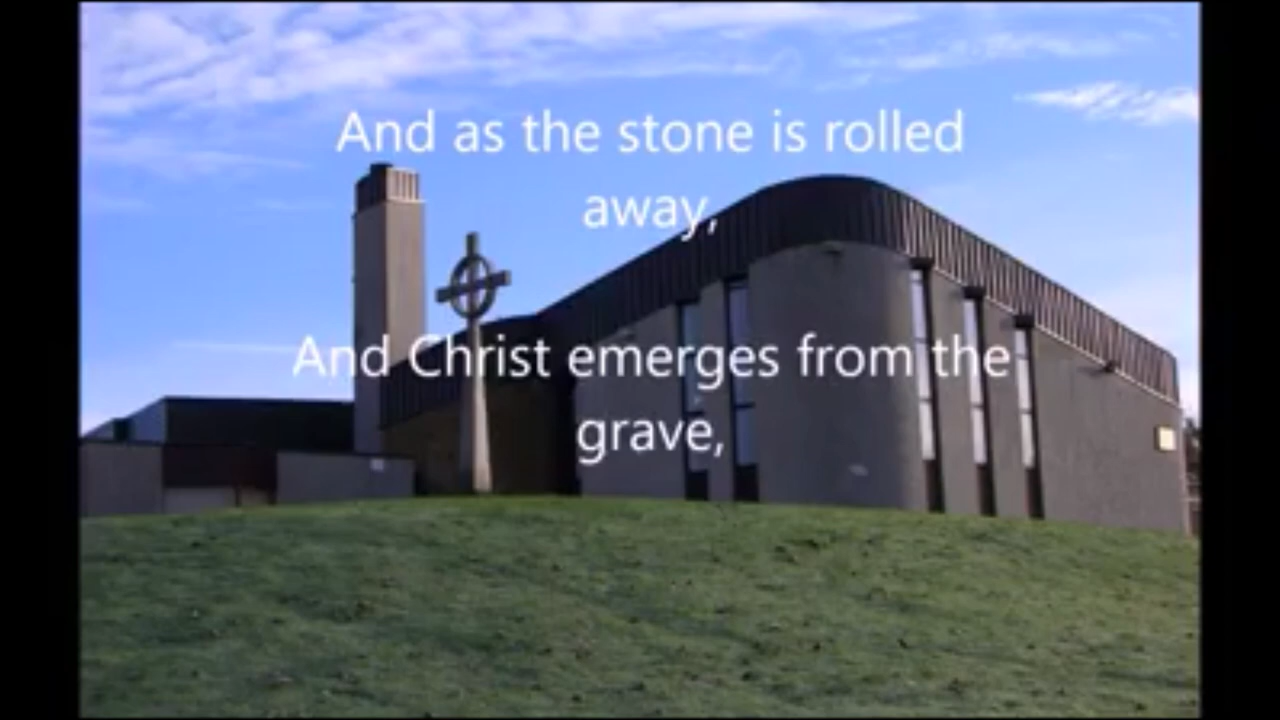 And as the stone is rolled
away,
And Christ emerges from the
grave,